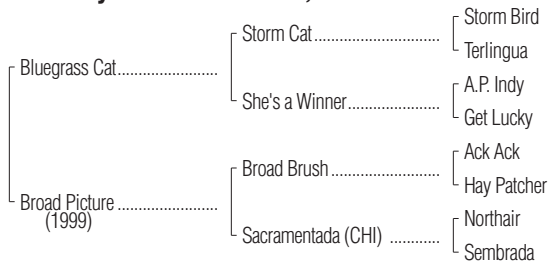 Storm Bird
Storm Cat
Terlingua
Bluegrass Cat
A.P. Indy
She's a Winner
Get Lucky
Ack Ack
Broad Brush
Hay Patcher
Broad Picture
(1999)
Northair
Sacramentada (CHI)
Sembrada